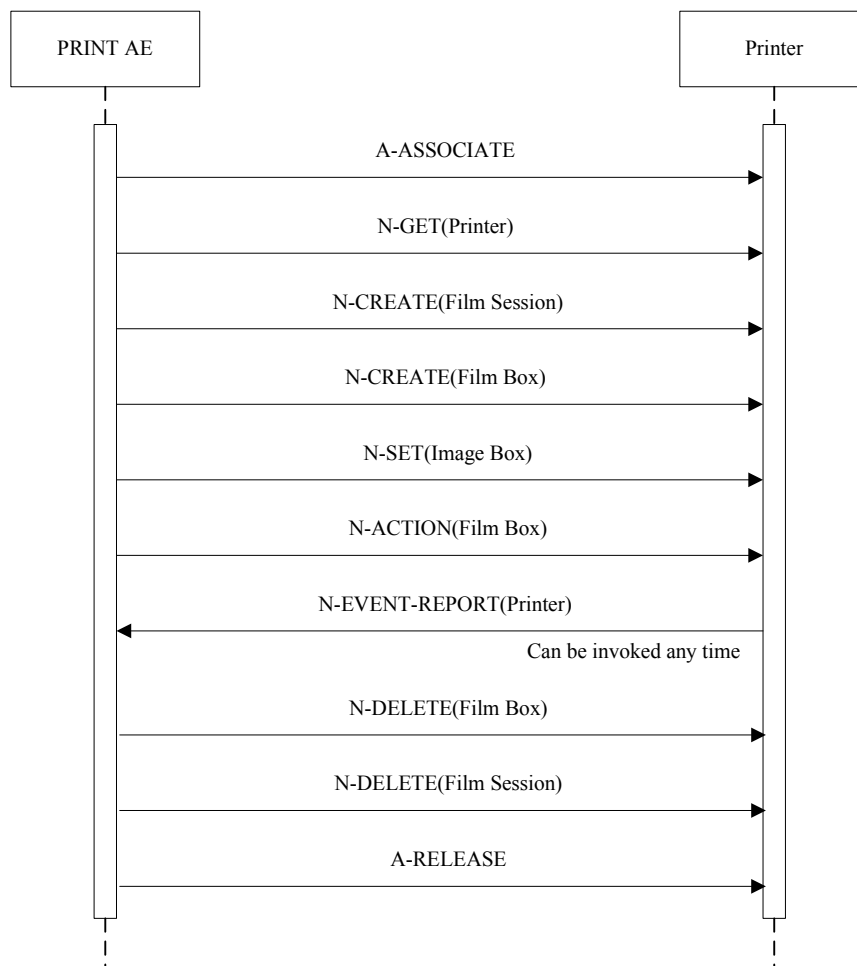 PRINT AE
Printer
A-ASSOCIATE
N-GET(Printer)
N-CREATE(Film Session)
N-CREATE(Film Box)
N-SET(Image Box)
N-ACTION(Film Box)
N-EVENT-REPORT(Printer)
Can be invoked any time
N-DELETE(Film Box)
N-DELETE(Film Session)
A-RELEASE